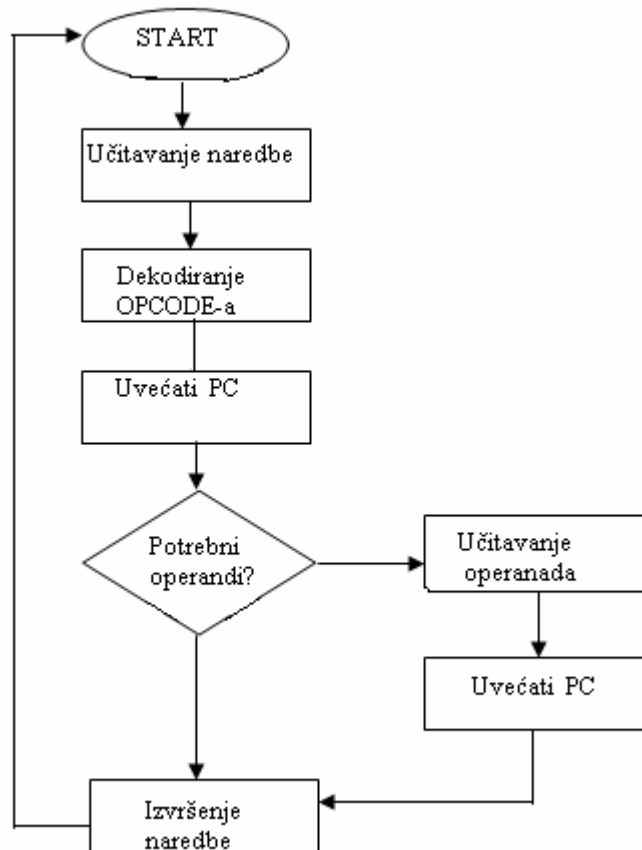 START
Učitavanje naredbe
Dekodiranje
OPCODE-a
Uvećati PC
Potrebni
operandi?
Učitavanje
operanada
Uvećati PC
Izvršenje
naredbe